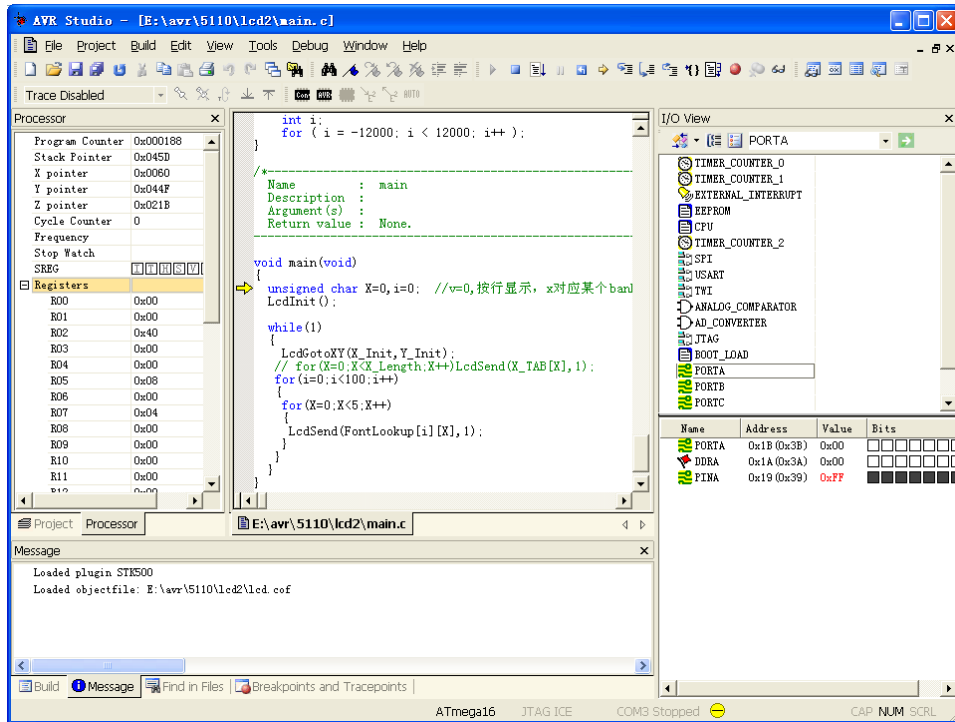 AVR Studio - [E:\avr\5110\lcd2\main.c]
File Project Build Edit View Tools Debug Window Help
Trace Disabled
Con AVR AUTO
Processor
Program Counter 0x000188
Stack Pointer 0x045D
X pointer 0x0060
Y pointer 0x044F
Z pointer 0x021B
Cycle Counter 0
Frequency
Stop Watch
SREG I T H S V
Registers
R00 0x00
R01 0x00
R02 0x40
R03 0x00
R04 0x00
R05 0x08
R06 0x00
R07 0x04
R08 0x00
R09 0x00
R10 0x00
R11 0x00
R12 0x00
Project Processor
int i;
for ( i = -12000; i < 12000; i++ );
}
/*----------------------------------------------------
Name : main
Description :
Argument(s) :
Return value : None.
----------------------------------------------------
void main(void)
{
unsigned char X=0,i=0; //v=0,按行显示，x对应某个ban
LcdInit();
while(1)
{
LcdGotoXY(X_Init,Y_Init);
// for(X=0;X<X_Length;X++)LcdSend(X_TAB[X],1);
for(i=0;i<100;i++)
{
for(X=0;X<5;X++)
{
LcdSend(FontLookup[i][X],1);
}
}
}
}
E:\avr\5110\lcd2\main.c
I/O View
PORTA
TIMER_COUNTER_0
TIMER_COUNTER_1
EXTERNAL_INTERRUPT
EEPROM
CPU
TIMER_COUNTER_2
SPI
USART
TWI
ANALOG_COMPARATOR
AD_CONVERTER
JTAG
BOOT_LOAD
PORTA
PORTB
PORTC
Name Address Value Bits
PORTA 0x1B (0x3B) 0x00
DDRA 0x1A (0x3A) 0x00
PINA 0x19 (0x39) 0xFF
Message
Loaded plugin STK500
Loaded objectfile: E:\avr\5110\lcd2\lcd.cof
Build Message Find in Files Breakpoints and Tracepoints
ATmega16 JTAG ICE COM3 Stopped CAP NUM SCRL